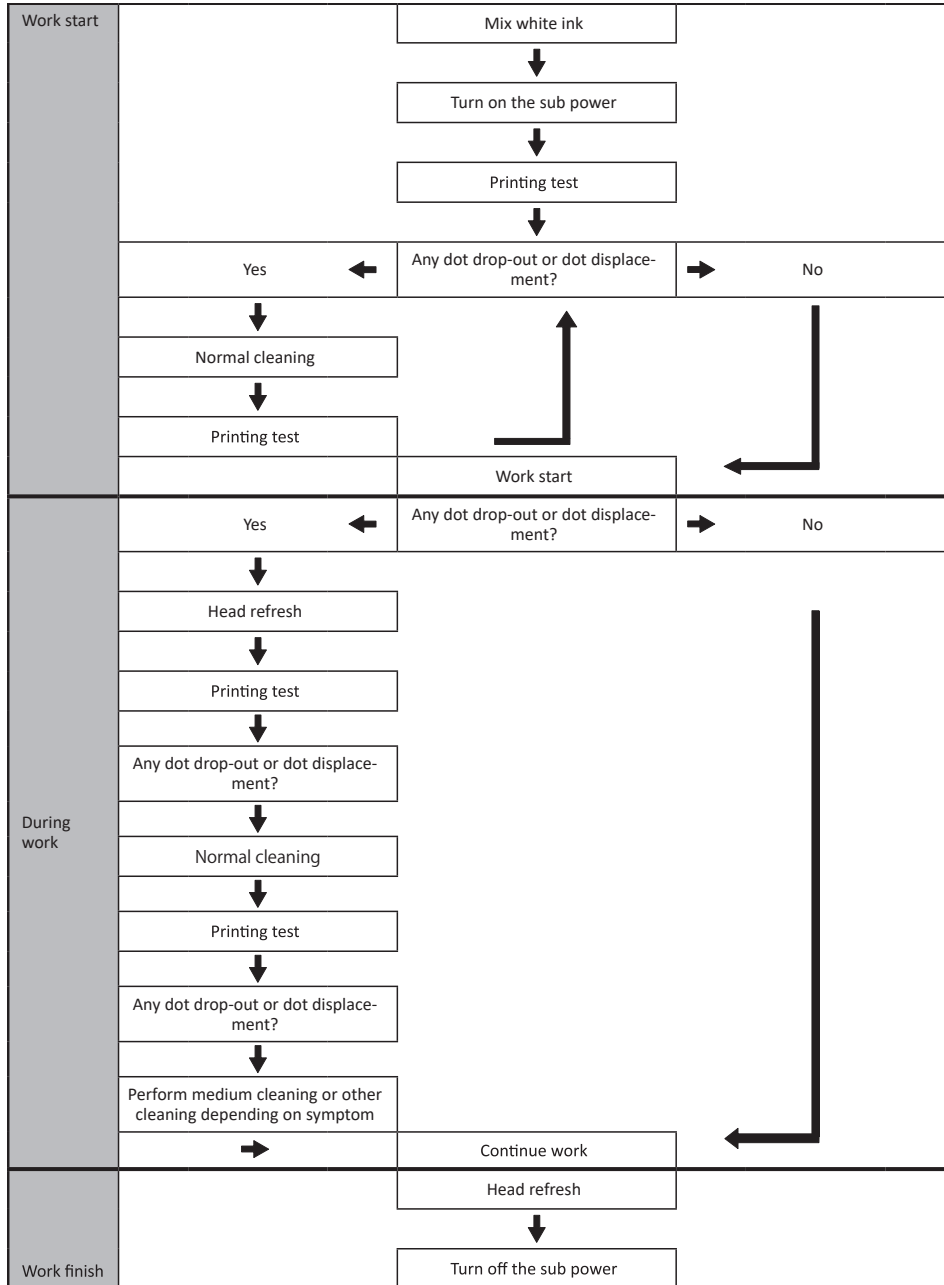 Work start
Mix white ink
Turn on the sub power
Printing test
Yes
Any dot drop-out or dot displace-
ment?
No
Normal cleaning
Printing test
Work start
Yes
Any dot drop-out or dot displace-
ment?
No
Head refresh
Printing test
Any dot drop-out or dot displace-
ment?
During
work
Normal cleaning
Printing test
Any dot drop-out or dot displace-
ment?
Perform medium cleaning or other
cleaning depending on symptom
Continue work
Head refresh
Work finish
Turn off the sub power